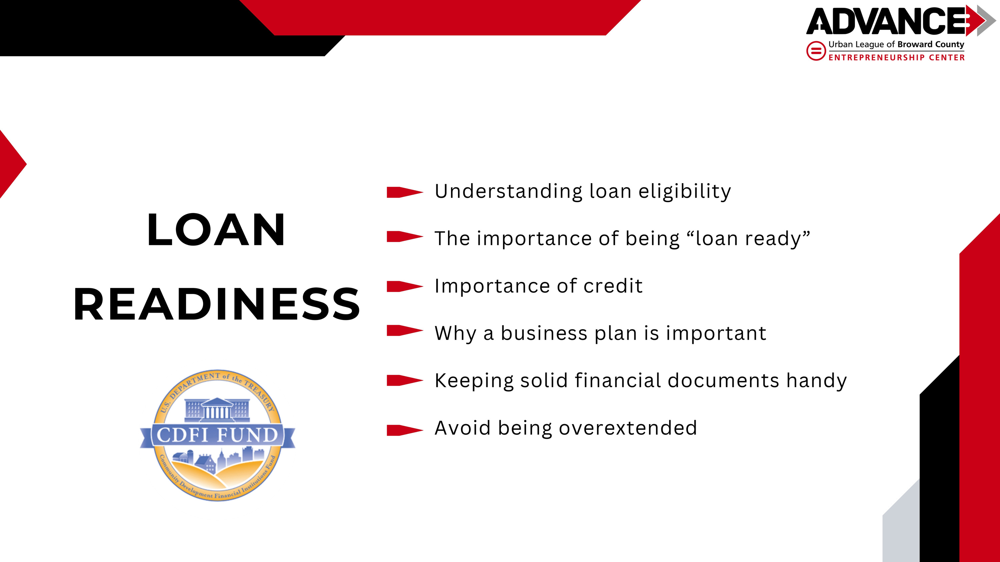 ADVANCE
Urban League of Broward County
ENTREPRENEURSHIP CENTER
LOAN
READINESS
Understanding loan eligibility
The importance of being “loan ready”
Importance of credit
Why a business plan is important
Keeping solid financial documents handy
Avoid being overextended
U.S. DEPARTMENT of the TREASURY
CDFI FUND
Community Development Financial Institutions Fund